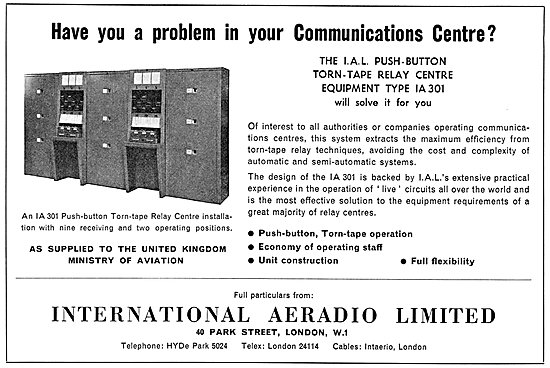 Have you a problem in your Communications Centre?
THE I.A.L. PUSH-BUTTON
TORN-TAPE RELAY CENTRE
EQUIPMENT TYPE IA 301
will solve it for you
Of interest to all authorities or companies operating communica-
tions centres, this system extracts the maximum efficiency from
torn-tape relay techniques, avoiding the cost and complexity of
automatic and semi-automatic systems.
The design of the IA 301 is backed by I.A.L.'s extensive practical
experience in the operation of 'live' circuits all over the world and
is the most effective solution to the equipment requirements of a
great majority of relay centres.
● Push-button, Torn-tape operation
● Economy of operating staff
● Unit construction ● Full flexibility
An IA 301 Push-button Torn-tape Relay Centre installa-
tion with nine receiving and two operating positions.
AS SUPPLIED TO THE UNITED KINGDOM
MINISTRY OF AVIATION
Full particulars from:
INTERNATIONAL AERADIO LIMITED
40 PARK STREET, LONDON, W.1
Telephone: HYDe Park 5024 Telex: London 24114 Cables: Intaerio, London